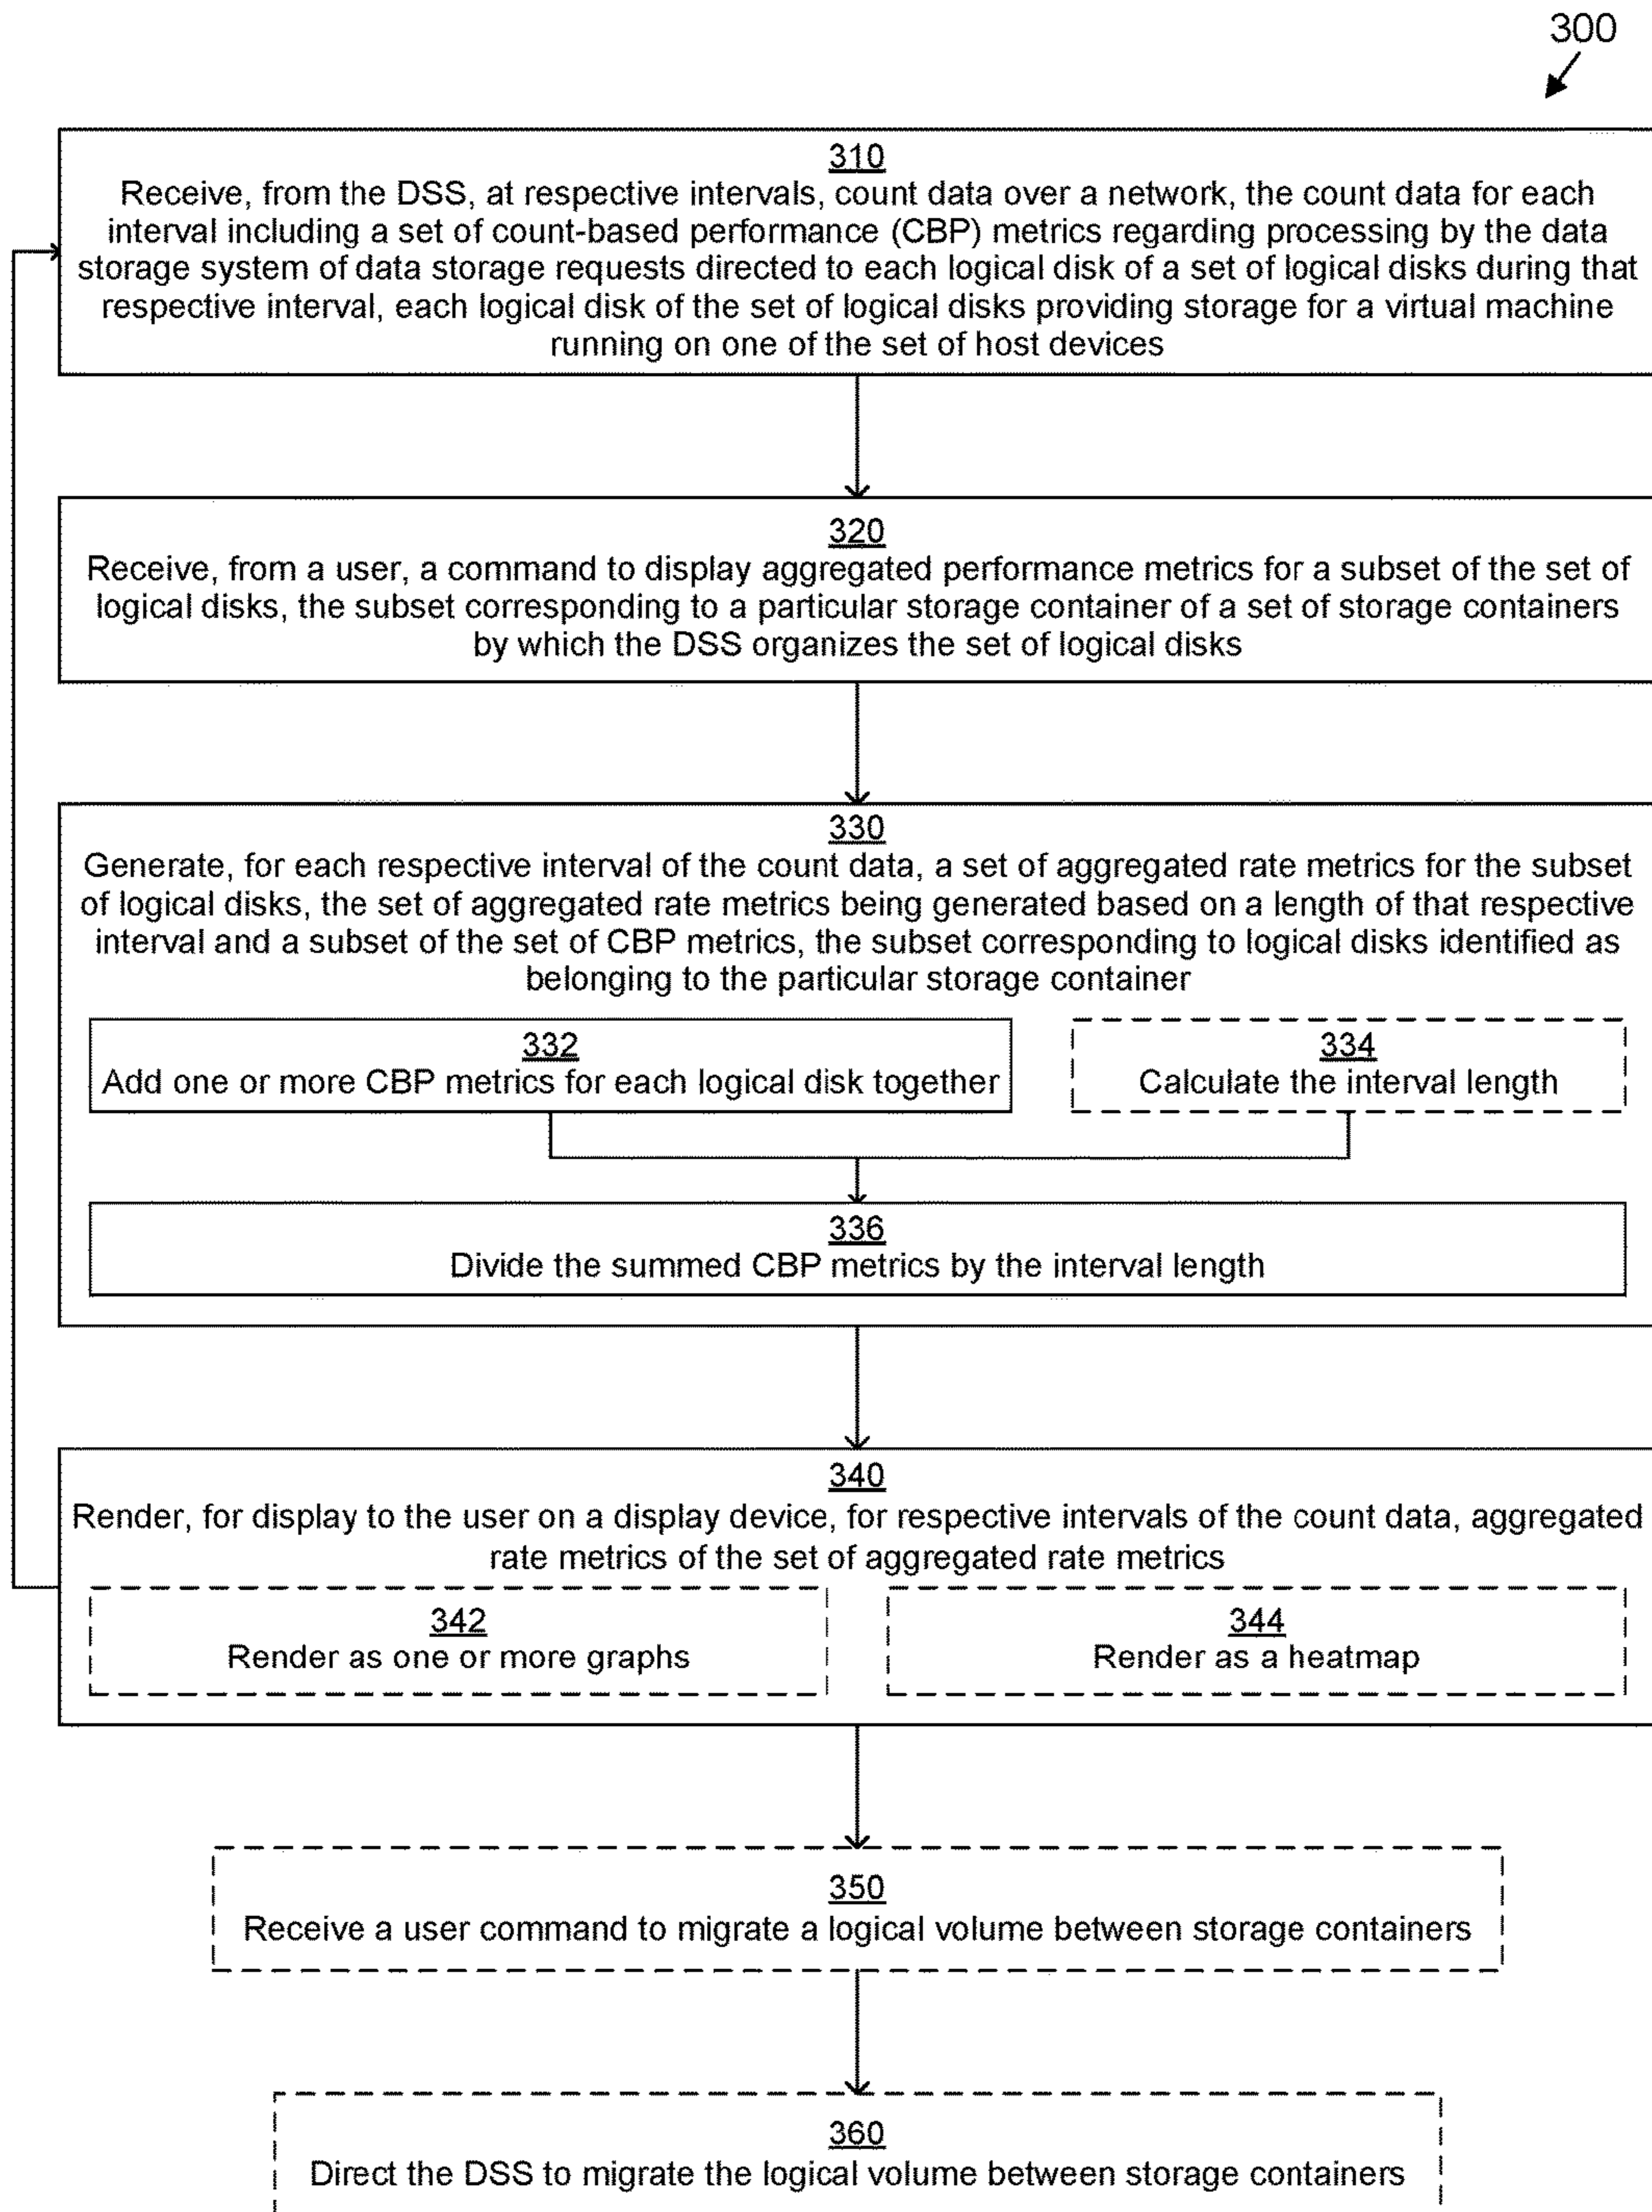 300
310
Receive, from the DSS, at respective intervals, count data over a network, the count data for each
interval including a set of count-based performance (CBP) metrics regarding processing by the data
storage system of data storage requests directed to each logical disk of a set of logical disks during that
respective interval, each logical disk of the set of logical disks providing storage for a virtual machine
running on one of the set of host devices
320
Receive, from a user, a command to display aggregated performance metrics for a subset of the set of
logical disks, the subset corresponding to a particular storage container of a set of storage containers
by which the DSS organizes the set of logical disks
330
Generate, for each respective interval of the count data, a set of aggregated rate metrics for the subset
of logical disks, the set of aggregated rate metrics being generated based on a length of that respective
interval and a subset of the set of CBP metrics, the subset corresponding to logical disks identified as
belonging to the particular storage container
332
Add one or more CBP metrics for each logical disk together
334
Calculate the interval length
336
Divide the summed CBP metrics by the interval length
340
Render, for display to the user on a display device, for respective intervals of the count data, aggregated
rate metrics of the set of aggregated rate metrics
342
Render as one or more graphs
344
Render as a heatmap
350
Receive a user command to migrate a logical volume between storage containers
360
Direct the DSS to migrate the logical volume between storage containers